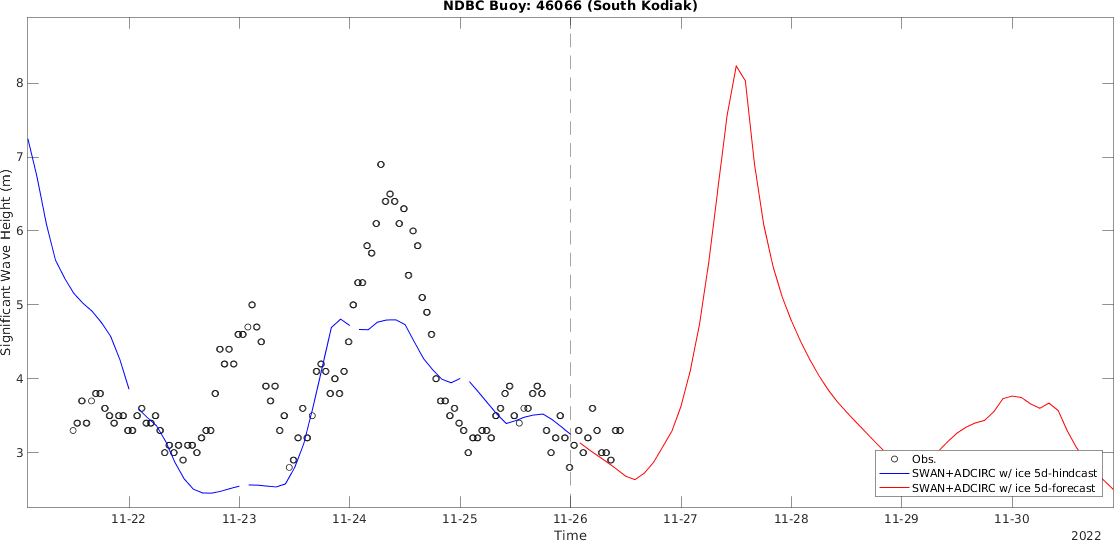 NDBC Buoy: 46066 (South Kodiak)
Significant Wave Height (m)
8
7
6
5
4
3
11-22
11-23
11-24
11-25
11-26
11-27
11-28
11-29
11-30
Time
2022
Obs.
SWAN+ADCIRC w/ ice 5d-hindcast
SWAN+ADCIRC w/ ice 5d-forecast